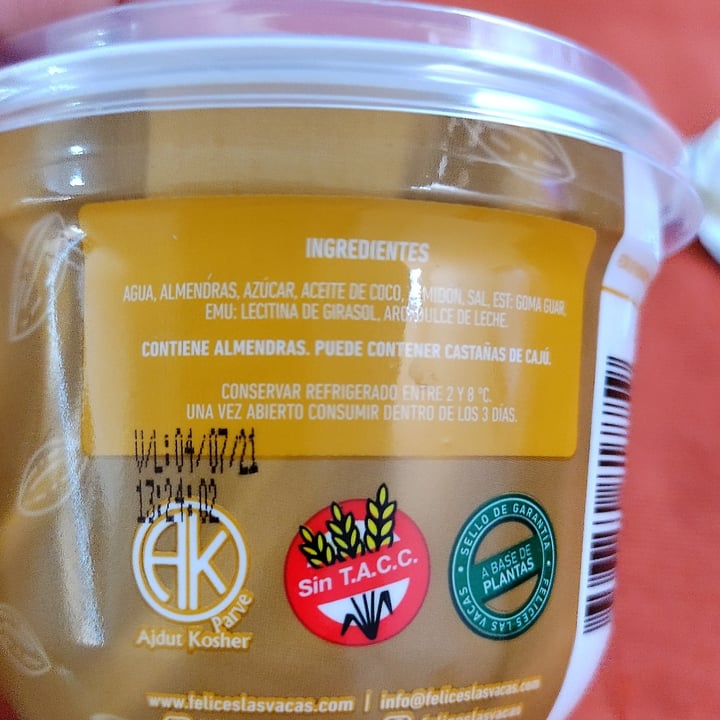 INGREDIENTES
AGUA, ALMENDRAS, AZÚCAR, ACEITE DE COCO, SAL, EST: GOMA GUAR,
EMU: LECITINA DE GIRASOL, DULCE DE LECHE.
CONTIENE ALMENDRAS. PUEDE CONTENER CASTAÑAS DE CAJÚ.
CONSERVAR REFRIGERADO ENTRE 2 Y 8 °C.
UNA VEZ ABIERTO CONSUMIR DENTRO DE LOS 3 DÍAS.
04/07/21
13:24:02
AK
Parve
Ajdut Kosher
Sin T.A.C.C.
SELLO DE GARANTIA
A BASE DE
PLANTAS
FELICES LAS VACAS
www.feliceslasvacas.com | info@feliceslasvacas.com